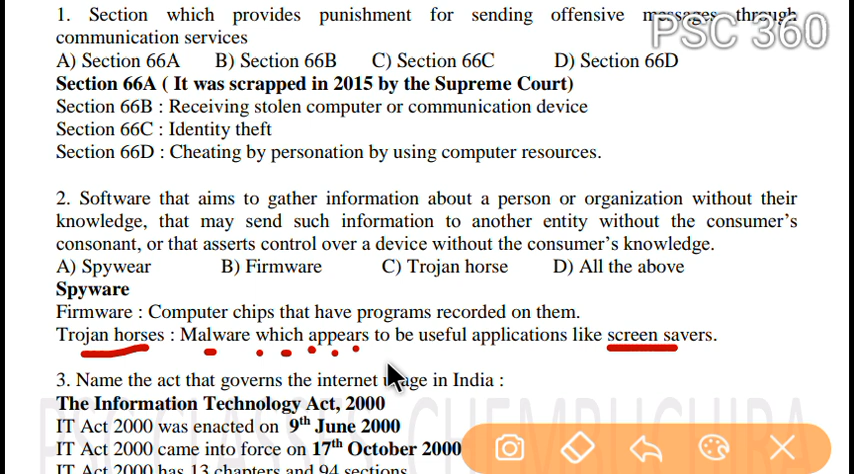 1. Section which provides punishment for sending offensive messages through
PSC 360
communication services
A) Section 66A B) Section 66B C) Section 66C D) Section 66D
Section 66A ( It was scrapped in 2015 by the Supreme Court)
Section 66B : Receiving stolen computer or communication device
Section 66C : Identity theft
Section 66D : Cheating by personation by using computer resources.
2. Software that aims to gather information about a person or organization without their
knowledge, that may send such information to another entity without the consumer's
consonant, or that asserts control over a device without the consumer's knowledge.
A) Spywear B) Firmware C) Trojan horse D) All the above
Spyware
Firmware : Computer chips that have programs recorded on them.
Trojan horses : Malware which appears to be useful applications like screen savers.
3. Name the act that governs the internet usage in India :
The Information Technology Act, 2000
IT Act 2000 was enacted on 9th June 2000
IT Act 2000 came into force on 17th October 2000
IT Act 2000 has 13 chapters and 94 sections